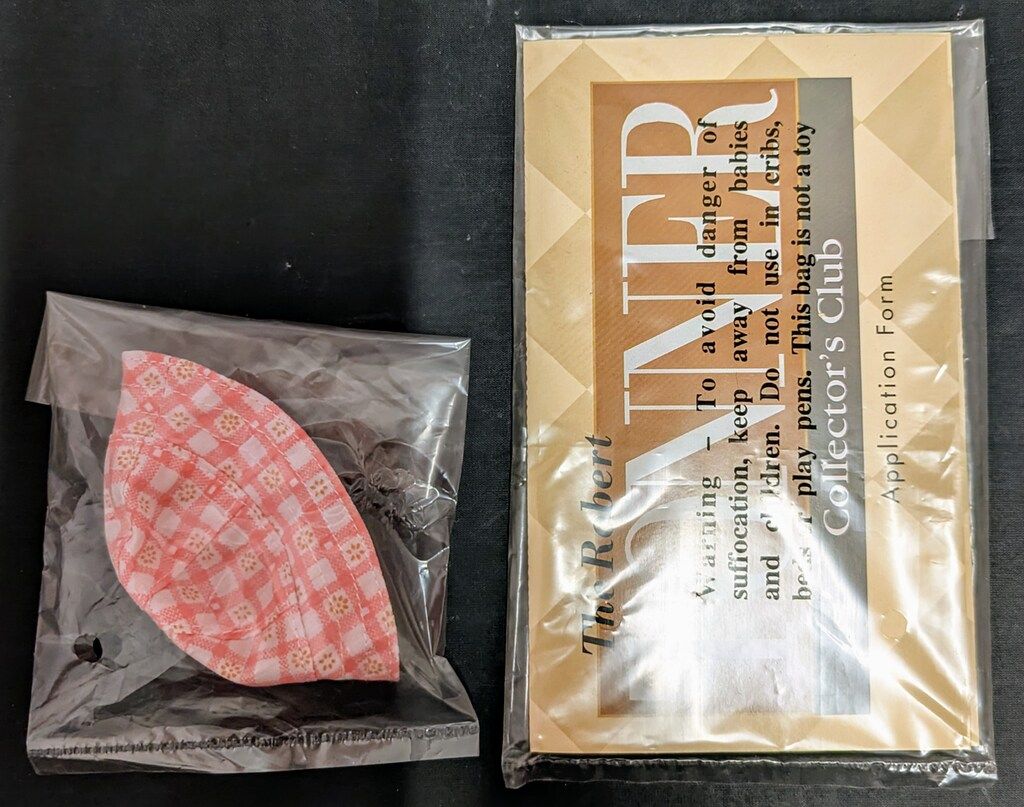 The Robert
TONNER
Collector's Club
Application Form
Warning – To avoid danger of
suffocation, keep away from babies
and children. Do not use in cribs,
beds, play pens. This bag is not a toy